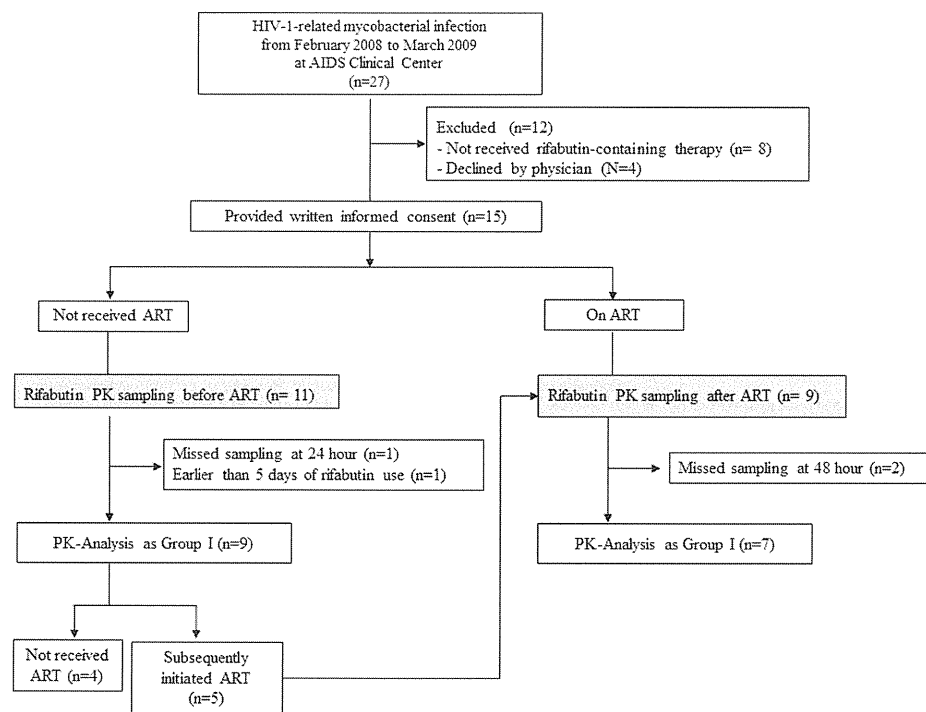 HIV-1-related mycobacterial infection
from February 2008 to March 2009
at AIDS Clinical Center
(n=27)
Excluded (n=12)
- Not received rifabutin-containing therapy (n= 8)
- Declined by physician (N=4)
Provided written informed consent (n=15)
Not received ART
On ART
Rifabutin PK sampling before ART (n= 11)
Rifabutin PK sampling after ART (n= 9)
Missed sampling at 24 hour (n=1)
Earlier than 5 days of rifabutin use (n=1)
Missed sampling at 48 hour (n=2)
PK-Analysis as Group I (n=9)
PK-Analysis as Group I (n=7)
Not received
ART (n=4)
Subsequently
initiated ART
(n=5)